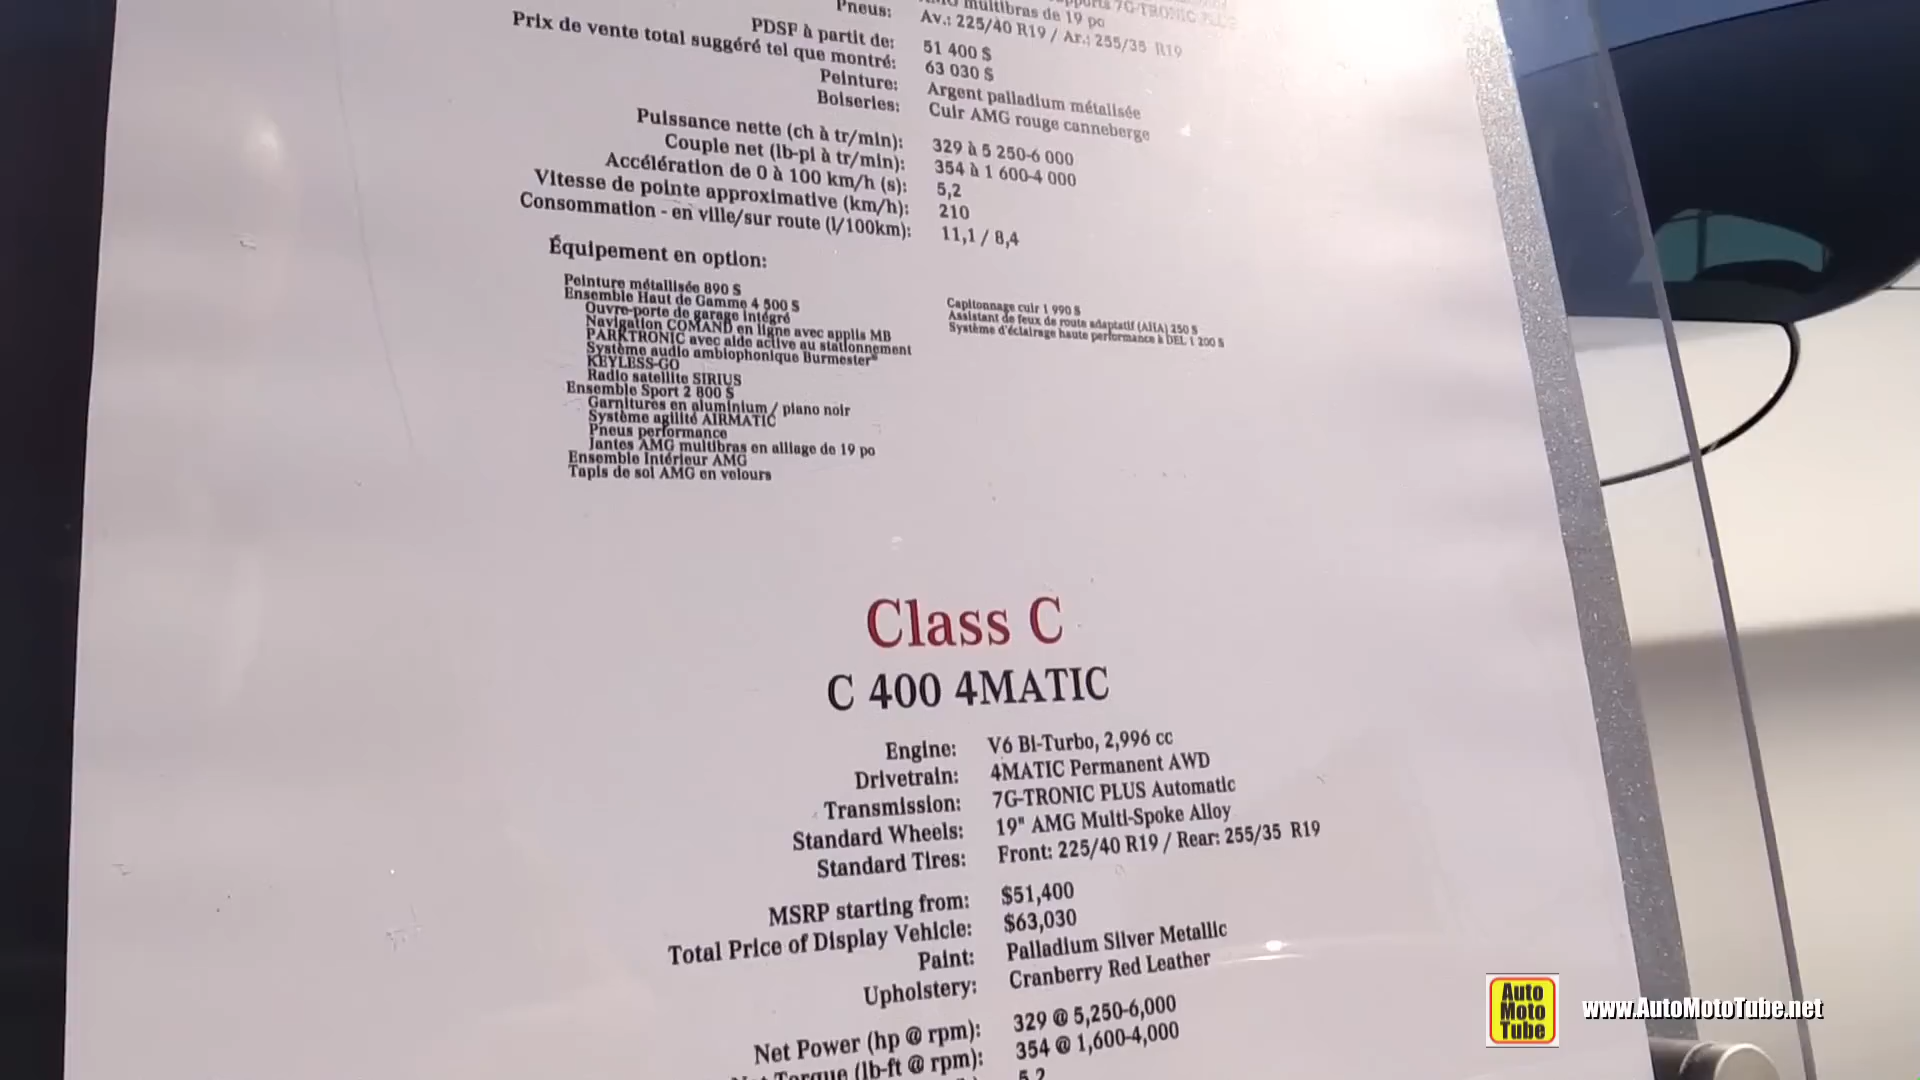 Pneus: AMG multibras de 19 po
Av.: 225/40 R19 / Ar.: 255/35 R19
PDSF à partit de: 51 400 $
Prix de vente total suggéré tel que montré: 63 030 $
Peinture: Argent palladium métalisée
Boiseries: Cuir AMG rouge canneberge
Puissance nette (ch à tr/min): 329 à 5 250-6 000
Couple net (lb-pi à tr/min): 354 à 1 600-4 000
Accélération de 0 à 100 km/h (s): 5,2
Vitesse de pointe approximative (km/h): 210
Consommation - en ville/sur route (l/100km): 11,1 / 8,4
Équipement en option:
Peinture métallisée 890 $
Ensemble Haut de Gamme 4 500 $
Ouvre-porte de garage intégré
Navigation COMAND en ligne avec applis MB
PARKTRONIC avec aide active au stationnement
Système audio ambiophonique Burmester®
KEYLESS-GO
Radio satellite SIRIUS
Ensemble Sport 2 800 $
Garnitures en aluminium / piano noir
Système agilité AIRMATIC
Pneus performance
Jantes AMG multibras en alliage de 19 po
Ensemble Intérieur AMG
Tapis de sol AMG en velours
Capitonnage cuir 1 990 $
Assistant de feux de route adaptatif (AHA) 250 $
Système d'éclairage haute performance à DEL 1 200 $
Class C
C 400 4MATIC
Engine: V6 Bi-Turbo, 2,996 cc
Drivetrain: 4MATIC Permanent AWD
Transmission: 7G-TRONIC PLUS Automatic
Standard Wheels: 19" AMG Multi-Spoke Alloy
Standard Tires: Front: 225/40 R19 / Rear: 255/35 R19
MSRP starting from: $51,400
Total Price of Display Vehicle: $63,030
Paint: Palladium Silver Metallic
Upholstery: Cranberry Red Leather
Net Power (hp @ rpm): 329 @ 5,250-6,000
Net Torque (lb-ft @ rpm): 354 @ 1,600-4,000
5.2
Auto
Moto
Tube
www.AutoMotoTube.net